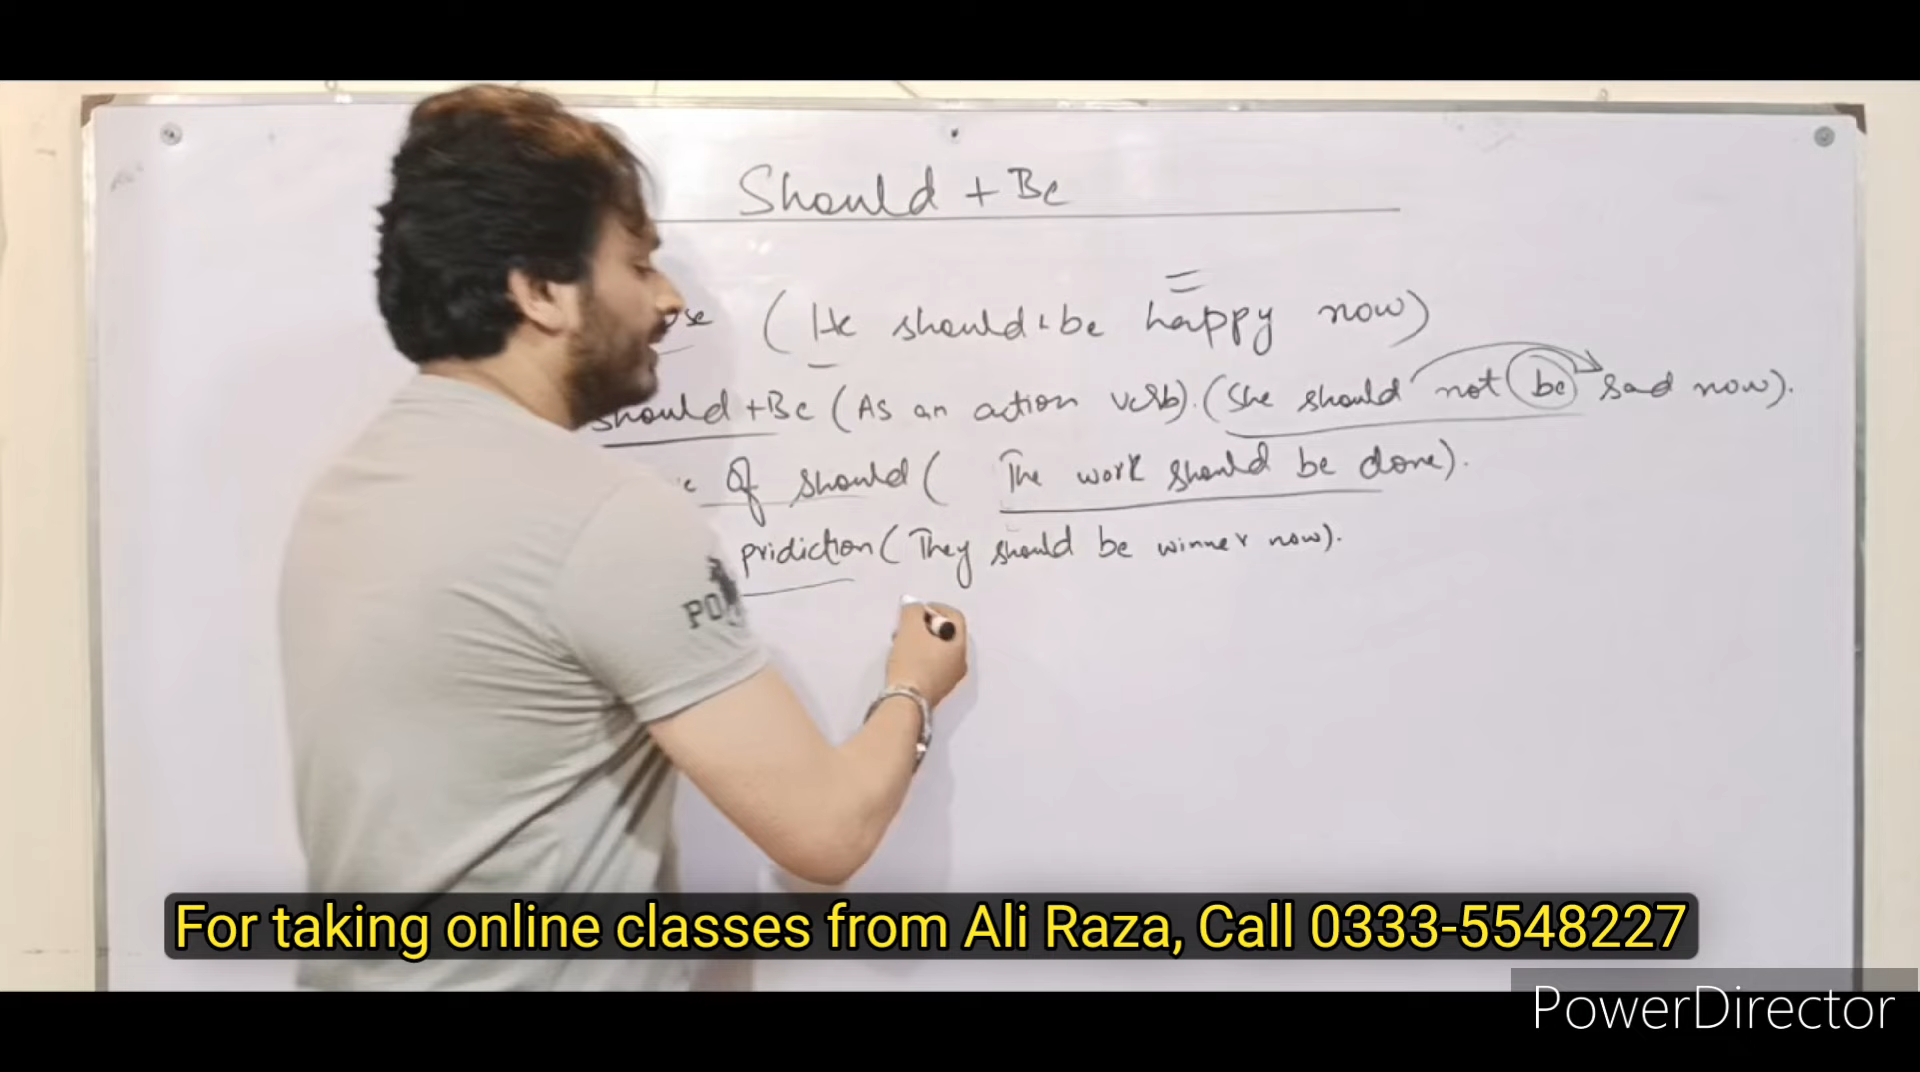 Should + Be
(He should + be happy now)
should + Be (As an action verb). (She should not be sad now).
Of should ( The work should be done).
pridiction ( They should be winner now).
PO
For taking online classes from Ali Raza, Call 0333-5548227
PowerDirector